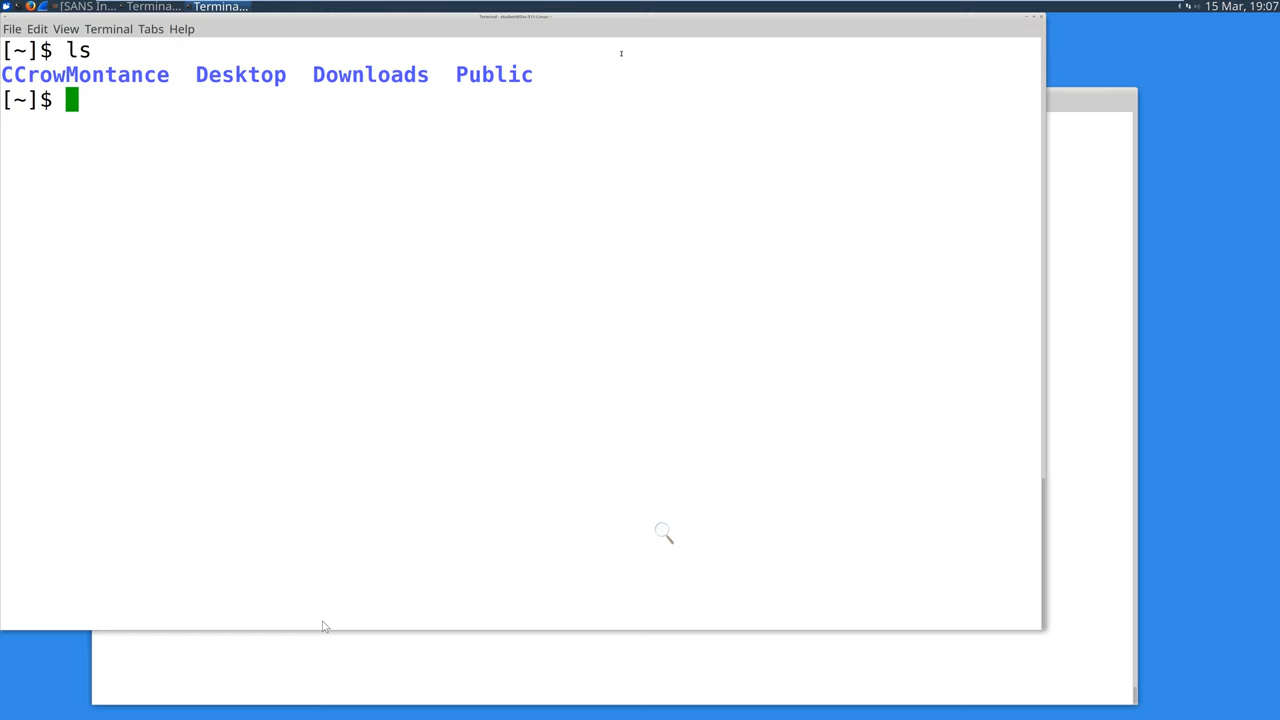 [SANS In... Termina... Termina... 15 Mar, 19:07
File Edit View Terminal Tabs Help
[~]$ ls
CCrowMontance Desktop Downloads Public
[~]$